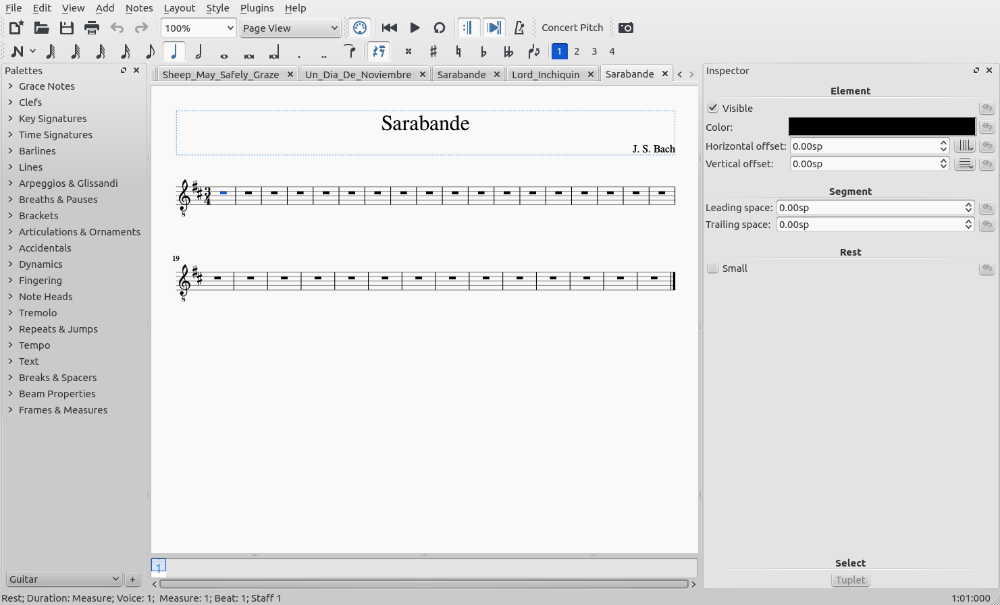 File Edit View Add Notes Layout Style Plugins Help
100% Page View Concert Pitch
1 2 3 4
Palettes
Grace Notes
Clefs
Key Signatures
Time Signatures
Barlines
Lines
Arpeggios & Glissandi
Breaths & Pauses
Brackets
Articulations & Ornaments
Accidentals
Dynamics
Fingering
Note Heads
Tremolo
Repeats & Jumps
Tempo
Text
Breaks & Spacers
Beam Properties
Frames & Measures
Guitar +
Sheep_May_Safely_Graze Un_Dia_De_Noviembre Sarabande Lord_Inchiquin Sarabande
Sarabande
J. S. Bach
3
4
8
19
8
1
Inspector
Element
Visible
Color:
Horizontal offset: 0.00sp
Vertical offset: 0.00sp
Segment
Leading space: 0.00sp
Trailing space: 0.00sp
Rest
Small
Select
Tuplet
Rest; Duration: Measure; Voice: 1; Measure: 1; Beat: 1; Staff 1
1:01:000